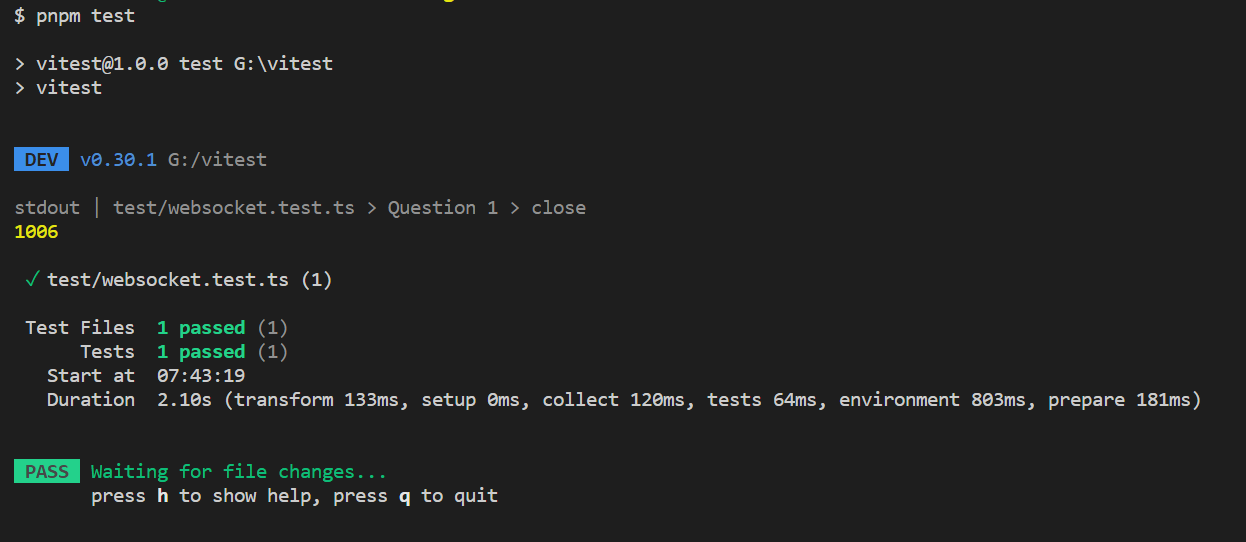 $ pnpm test
> vitest@1.0.0 test G:\vitest
> vitest
DEV v0.30.1 G:/vitest
stdout | test/websocket.test.ts > Question 1 > close
1006
✓ test/websocket.test.ts (1)
Test Files 1 passed (1)
Tests 1 passed (1)
Start at 07:43:19
Duration 2.10s (transform 133ms, setup 0ms, collect 120ms, tests 64ms, environment 803ms, prepare 181ms)
PASS Waiting for file changes...
press h to show help, press q to quit